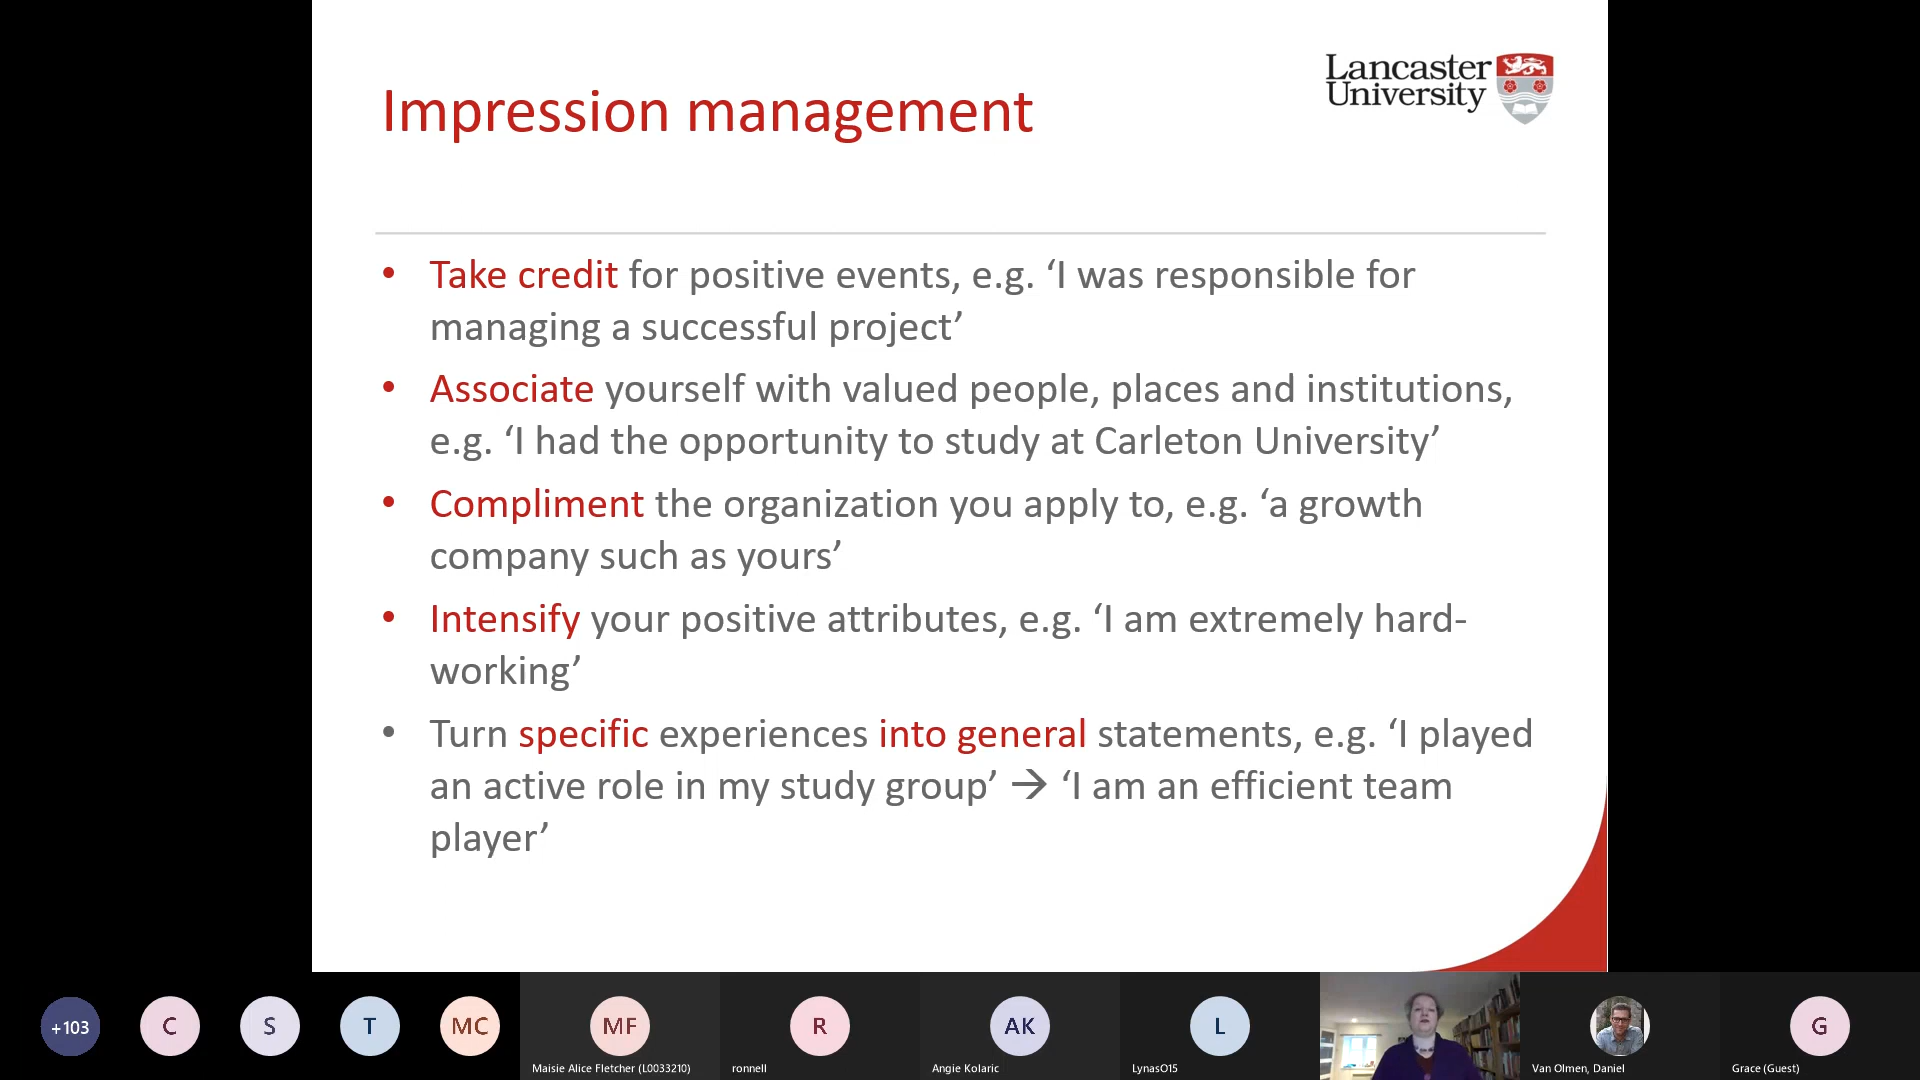 Lancaster
University
Impression management
• Take credit for positive events, e.g. ‘I was responsible for
managing a successful project’
• Associate yourself with valued people, places and institutions,
e.g. ‘I had the opportunity to study at Carleton University’
• Compliment the organization you apply to, e.g. ‘a growth
company such as yours’
• Intensify your positive attributes, e.g. ‘I am extremely hard-
working’
• Turn specific experiences into general statements, e.g. ‘I played
an active role in my study group’ → ‘I am an efficient team
player’
+103
C
S
T
MC
MF
R
AK
L
G
Maisie Alice Fletcher (L0033210)
ronnell
Angie Kolaric
LynasO15
Van Olmen, Daniel
Grace (Guest)